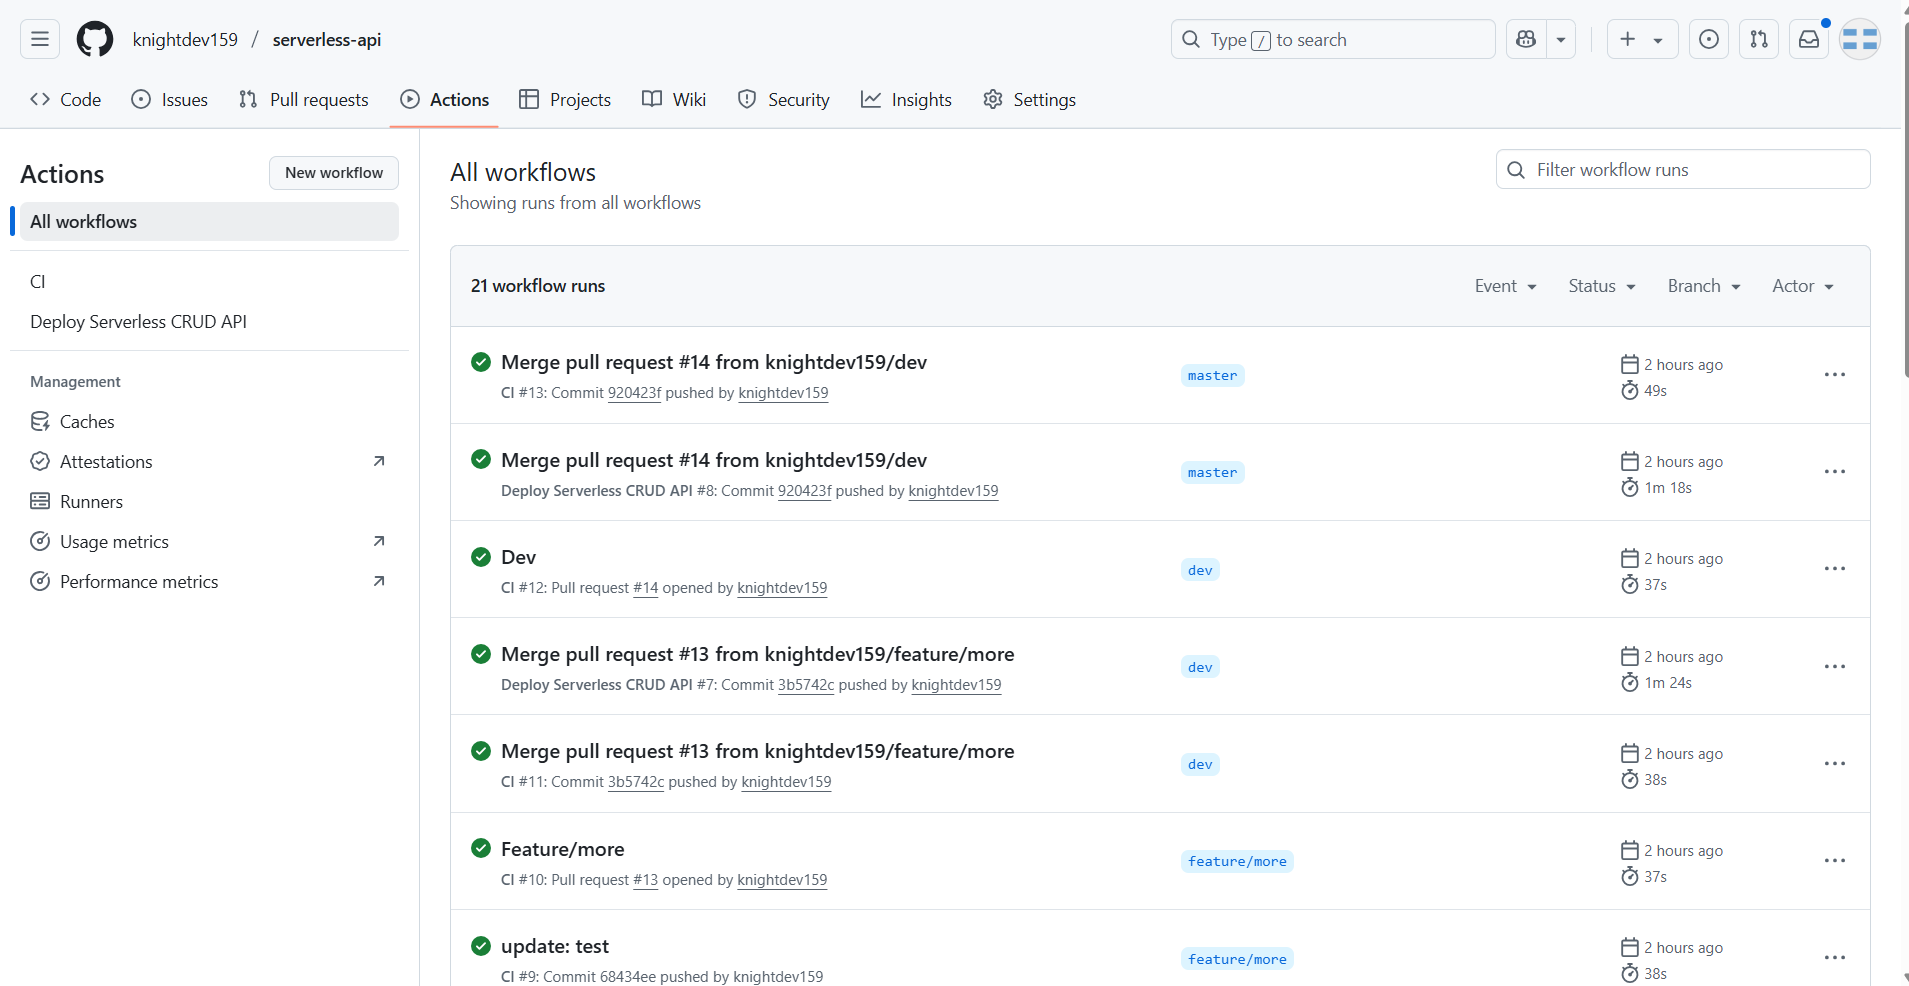 knightdev159 / serverless-api
Type / to search
Code Issues Pull requests Actions Projects Wiki Security Insights Settings
Actions
New workflow
All workflows
CI
Deploy Serverless CRUD API
Management
Caches
Attestations
Runners
Usage metrics
Performance metrics
All workflows
Showing runs from all workflows
Filter workflow runs
21 workflow runs
Event Status Branch Actor
Merge pull request #14 from knightdev159/dev
CI #13: Commit 920423f pushed by knightdev159
master
2 hours ago
49s
Merge pull request #14 from knightdev159/dev
Deploy Serverless CRUD API #8: Commit 920423f pushed by knightdev159
master
2 hours ago
1m 18s
Dev
CI #12: Pull request #14 opened by knightdev159
dev
2 hours ago
37s
Merge pull request #13 from knightdev159/feature/more
Deploy Serverless CRUD API #7: Commit 3b5742c pushed by knightdev159
dev
2 hours ago
1m 24s
Merge pull request #13 from knightdev159/feature/more
CI #11: Commit 3b5742c pushed by knightdev159
dev
2 hours ago
38s
Feature/more
CI #10: Pull request #13 opened by knightdev159
feature/more
2 hours ago
37s
update: test
CI #9: Commit 68434ee pushed by knightdev159
feature/more
2 hours ago
38s